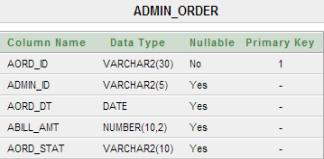 ADMIN_ORDER
Column Name Data Type Nullable Primary Key
AORD_ID VARCHAR2(30) No 1
ADMIN_ID VARCHAR2(5) Yes -
AORD_DT DATE Yes -
ABILL_AMT NUMBER(10,2) Yes -
AORD_STAT VARCHAR2(10) Yes -